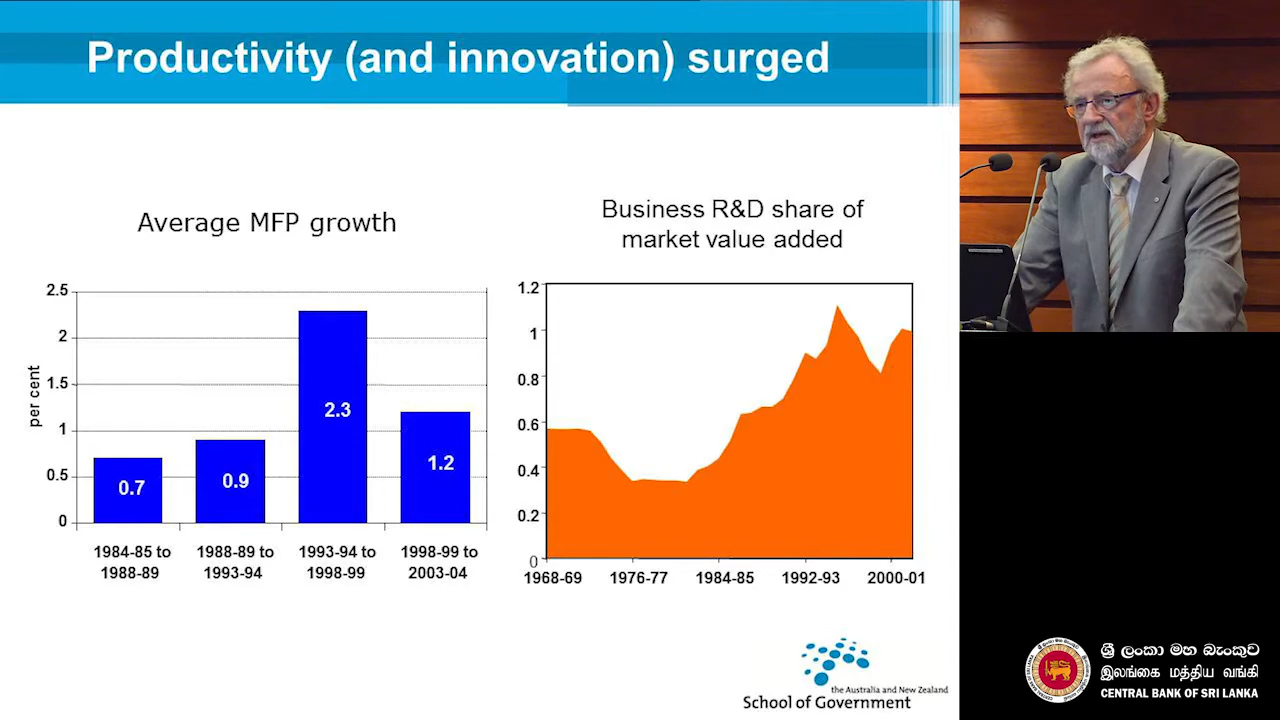 Productivity (and innovation) surged
Average MFP growth
per cent
2.5
2
1.5
1
0.5
0
0.7
0.9
2.3
1.2
1984-85 to
1988-89
1988-89 to
1993-94
1993-94 to
1998-99
1998-99 to
2003-04
Business R&D share of
market value added
1.2
1
0.8
0.6
0.4
0.2
0
1968-69
1976-77
1984-85
1992-93
2000-01
the Australia and New Zealand
School of Government
ශ්‍රී ලංකා මහ බැංකුව
இலங்கை மத்திய வங்கி
CENTRAL BANK OF SRI LANKA